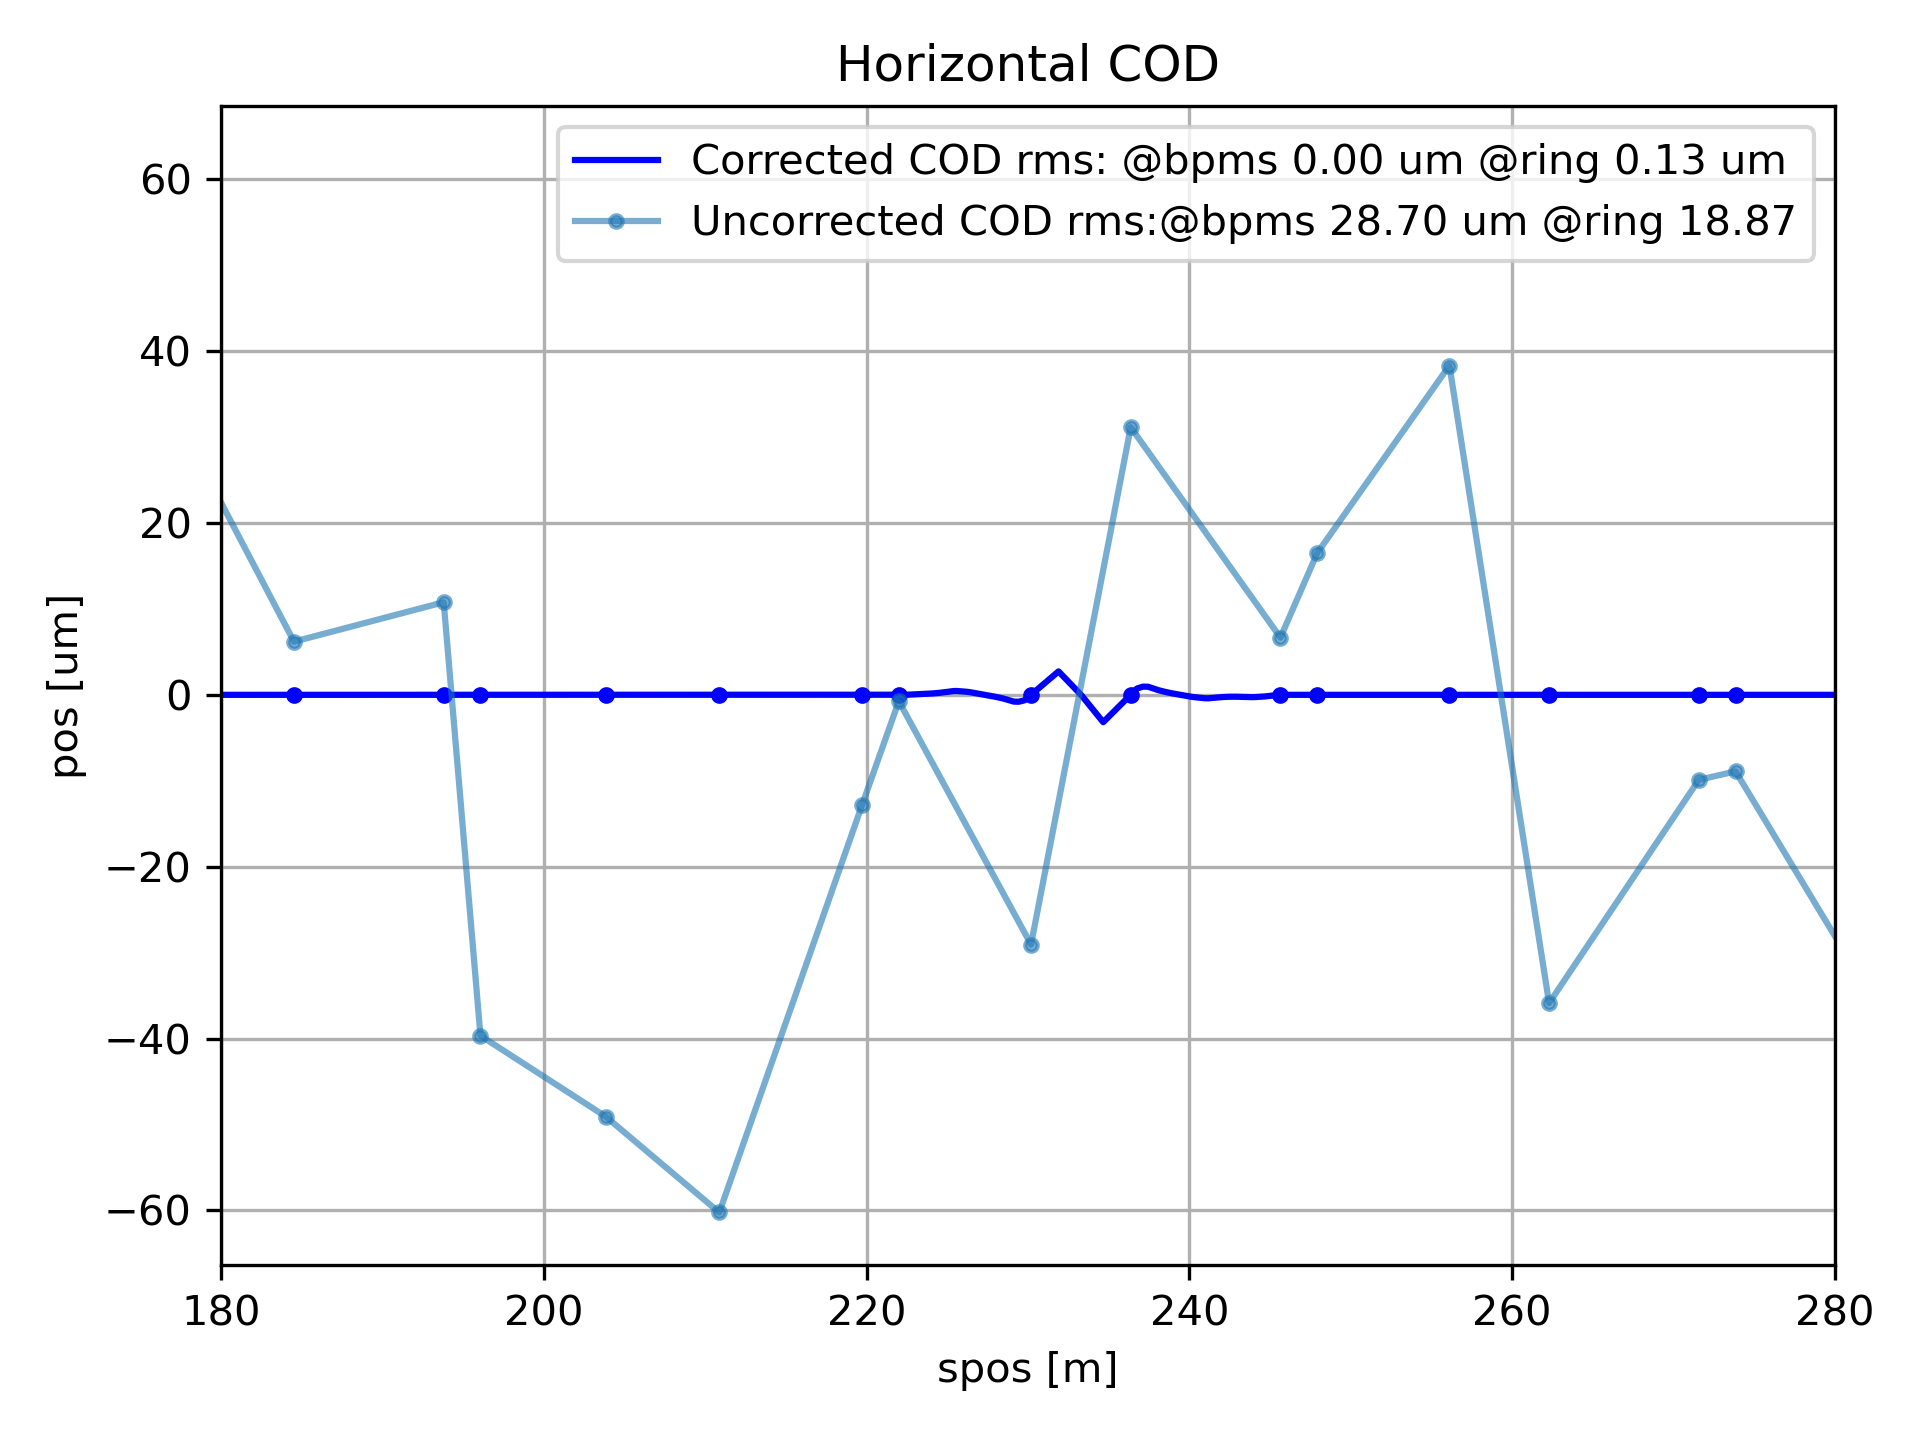 Horizontal COD
Corrected COD rms: @bpms 0.00 um @ring 0.13 um
Uncorrected COD rms:@bpms 28.70 um @ring 18.87
60
40
20
0
−20
−40
−60
pos [um]
180 200 220 240 260 280
spos [m]